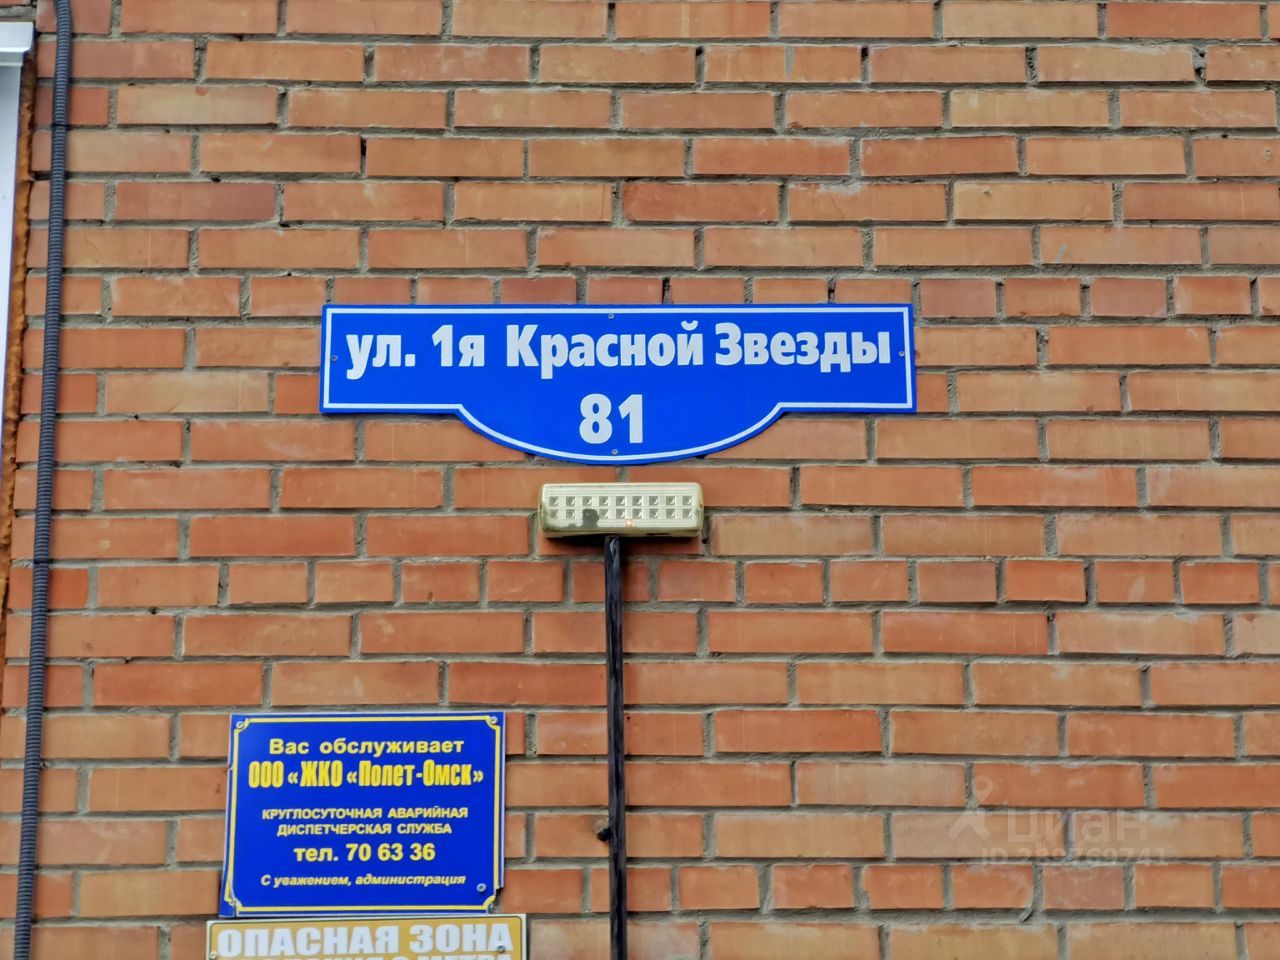 ул. 1я Красной Звезды
81
Вас обслуживает
ООО «ЖКО «Полет-Омск»
КРУГЛОСУТОЧНАЯ АВАРИЙНАЯ
ДИСПЕТЧЕРСКАЯ СЛУЖБА
тел. 70 63 36
С уважением, администрация
ОПАСНАЯ ЗОНА
циан